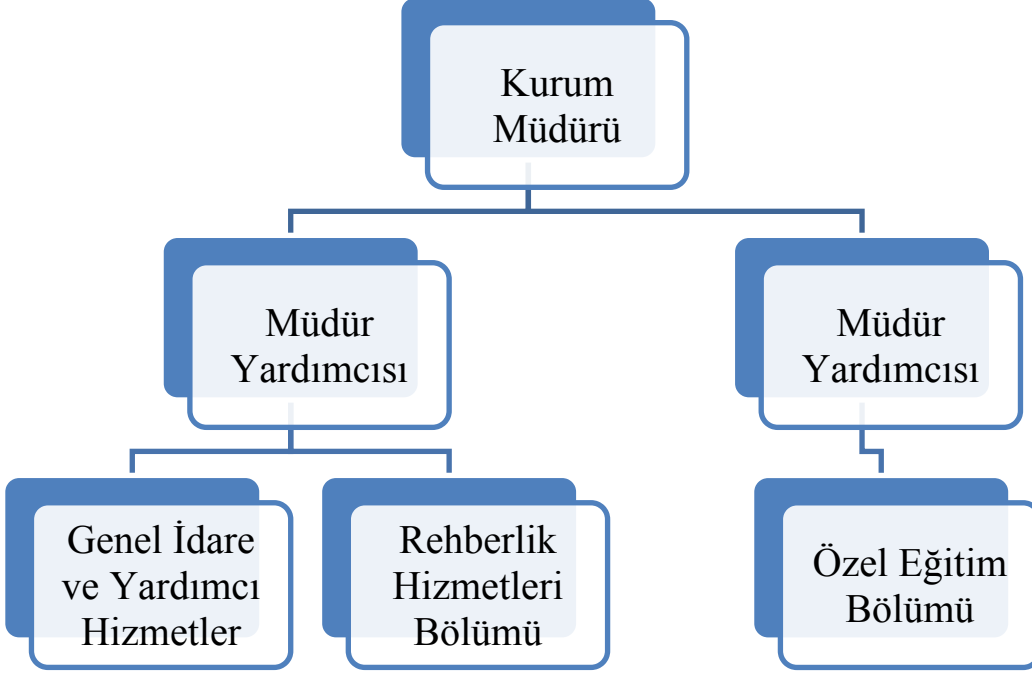 Kurum
Müdürü
Müdür
Yardımcısı
Müdür
Yardımcısı
Genel İdare
ve Yardımcı
Hizmetler
Rehberlik
Hizmetleri
Bölümü
Özel Eğitim
Bölümü